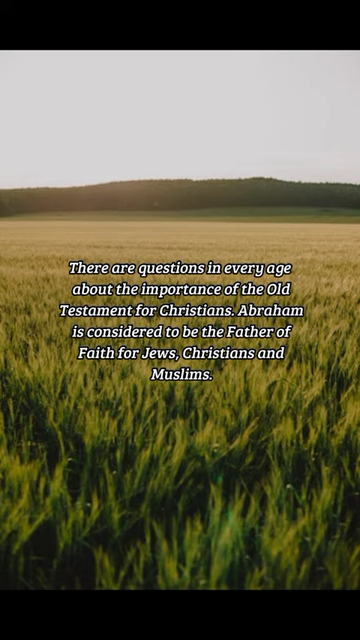 There are questions in every age
about the importance of the Old
Testament for Christians. Abraham
is considered to be the Father of
Faith for Jews, Christians and
Muslims.